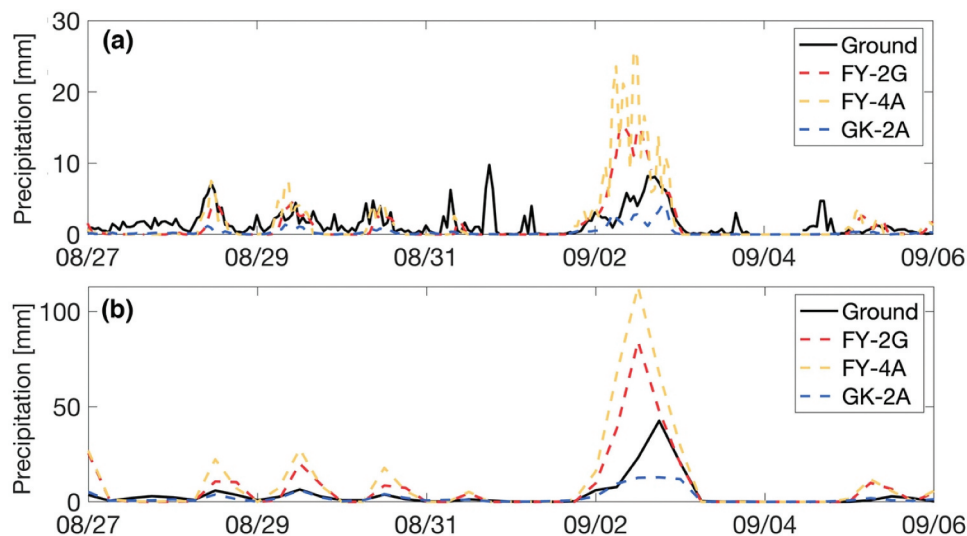 (a)
Precipitation [mm]
30
20
10
0
Ground
FY-2G
FY-4A
GK-2A
08/27 08/29 08/31 09/02 09/04 09/06
(b)
Precipitation [mm]
100
50
0
Ground
FY-2G
FY-4A
GK-2A
08/27 08/29 08/31 09/02 09/04 09/06